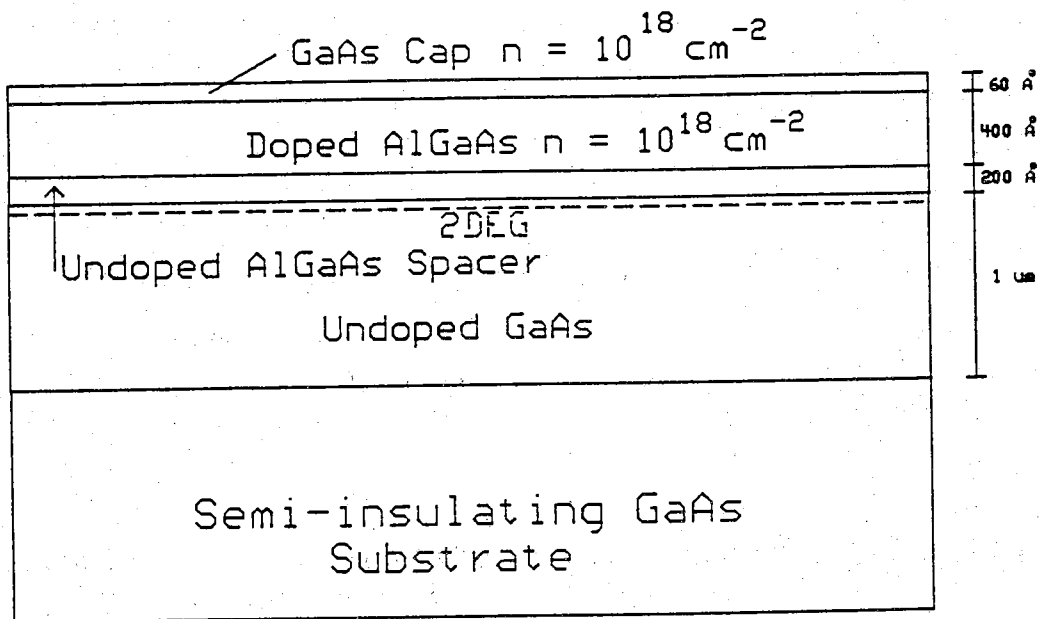 GaAs Cap n = 10^18 cm^-2
60 Å
Doped AlGaAs n = 10^18 cm^-2
400 Å
200 Å
2DEG
Undoped AlGaAs Spacer
1 um
Undoped GaAs
Semi-insulating GaAs
Substrate